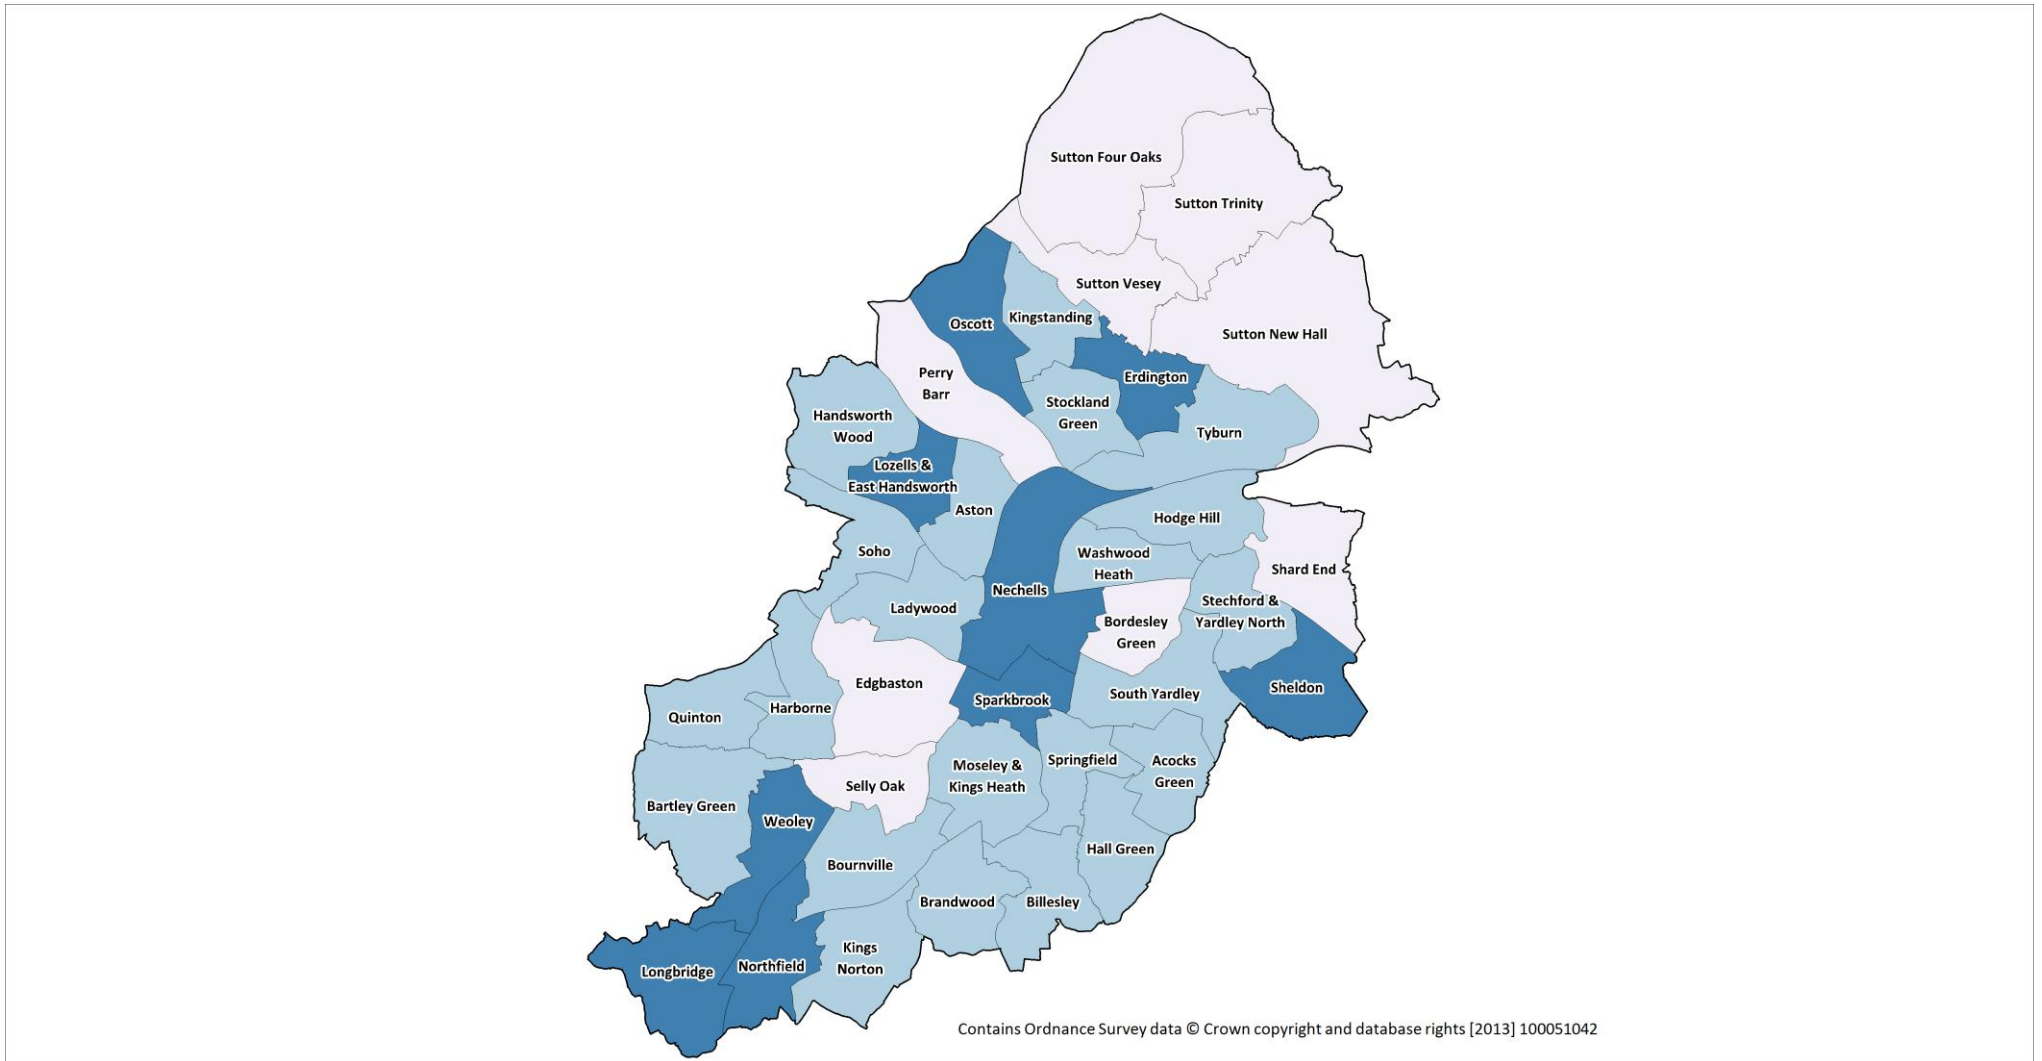 Sutton Four Oaks
Sutton Trinity
Sutton Vesey
Sutton New Hall
Oscott
Kingstanding
Perry
Barr
Erdington
Stockland
Green
Handsworth
Wood
Tyburn
Lozells &
East Handsworth
Aston
Hodge Hill
Soho
Washwood
Heath
Shard End
Nechells
Ladywood
Stechford &
Yardley North
Bordesley
Green
Edgbaston
Sparkbrook
South Yardley
Sheldon
Quinton
Harborne
Moseley &
Kings Heath
Springfield
Acocks
Green
Selly Oak
Bartley Green
Weoley
Bournville
Hall Green
Brandwood
Billesley
Kings
Norton
Northfield
Longbridge
Contains Ordnance Survey data © Crown copyright and database rights [2013] 100051042